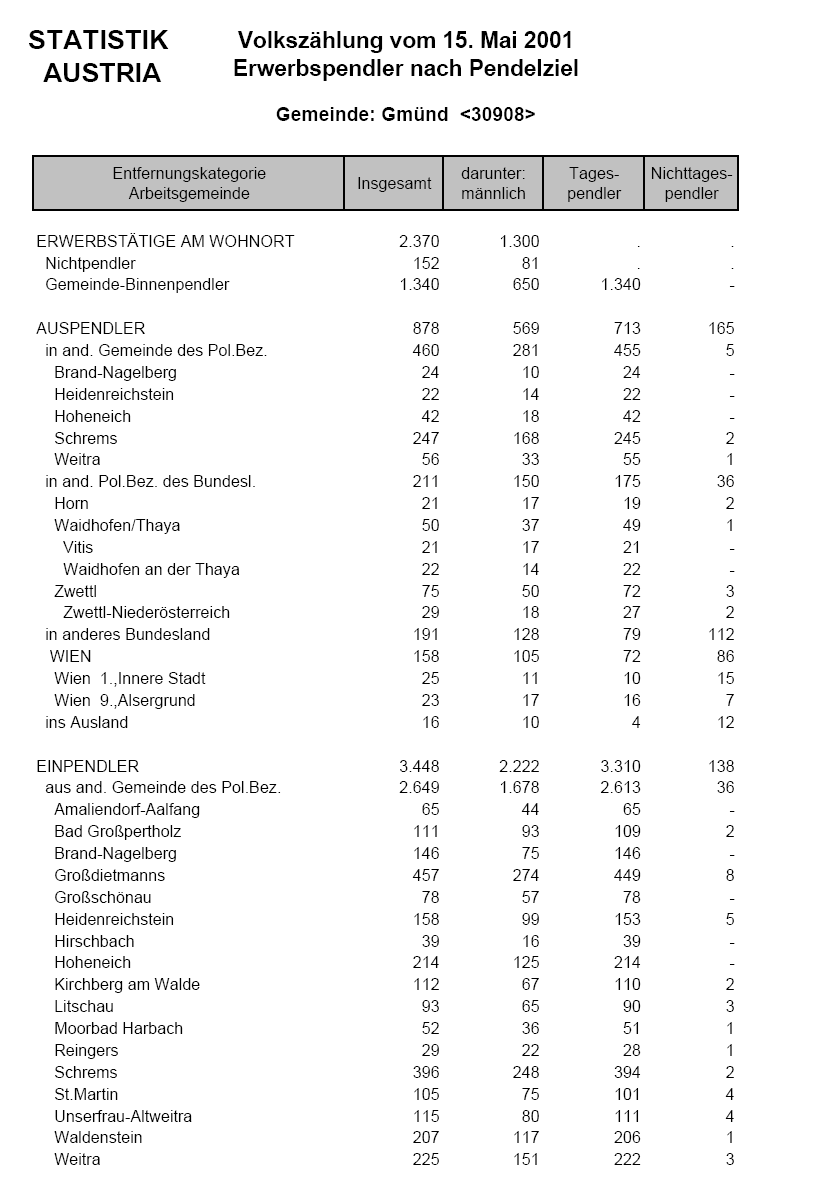 STATISTIK AUSTRIA
Volkszählung vom 15. Mai 2001
Erwerbspendler nach Pendelziel
Gemeinde: Gmünd <30908>
Entfernungskategorie Arbeitsgemeinde Insgesamt darunter: männlich Tages-pendler Nichttages-pendler
ERWERBSTÄTIGE AM WOHNORT 2.370 1.300 . .
Nichtpendler 152 81 . .
Gemeinde-Binnenpendler 1.340 650 1.340 -
AUSPENDLER 878 569 713 165
in and. Gemeinde des Pol.Bez. 460 281 455 5
Brand-Nagelberg 24 10 24 -
Heidenreichstein 22 14 22 -
Hoheneich 42 18 42 -
Schrems 247 168 245 2
Weitra 56 33 55 1
in and. Pol.Bez. des Bundesl. 211 150 175 36
Horn 21 17 19 2
Waidhofen/Thaya 50 37 49 1
Vitis 21 17 21 -
Waidhofen an der Thaya 22 14 22 -
Zwettl 75 50 72 3
Zwettl-Niederösterreich 29 18 27 2
in anderes Bundesland 191 128 79 112
WIEN 158 105 72 86
Wien 1.,Innere Stadt 25 11 10 15
Wien 9.,Alsergrund 23 17 16 7
ins Ausland 16 10 4 12
EINPENDLER 3.448 2.222 3.310 138
aus and. Gemeinde des Pol.Bez. 2.649 1.678 2.613 36
Amaliendorf-Aalfang 65 44 65 -
Bad Großpertholz 111 93 109 2
Brand-Nagelberg 146 75 146 -
Großdietmanns 457 274 449 8
Großschönau 78 57 78 -
Heidenreichstein 158 99 153 5
Hirschbach 39 16 39 -
Hoheneich 214 125 214 -
Kirchberg am Walde 112 67 110 2
Litschau 93 65 90 3
Moorbad Harbach 52 36 51 1
Reingers 29 22 28 1
Schrems 396 248 394 2
St.Martin 105 75 101 4
Unserfrau-Altweitra 115 80 111 4
Waldenstein 207 117 206 1
Weitra 225 151 222 3